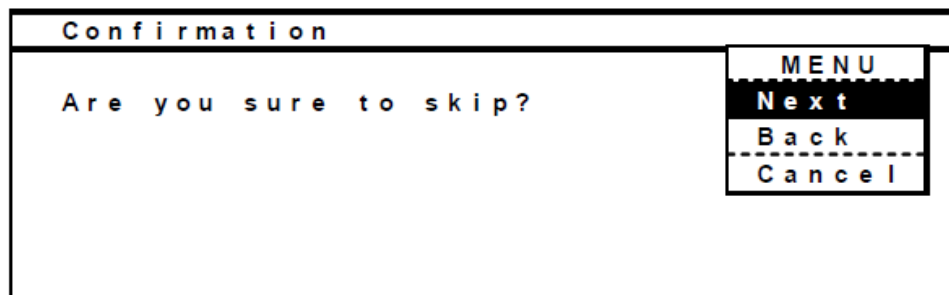 Confirmation
MENU
Are you sure to skip?
Next
Back
Cancel